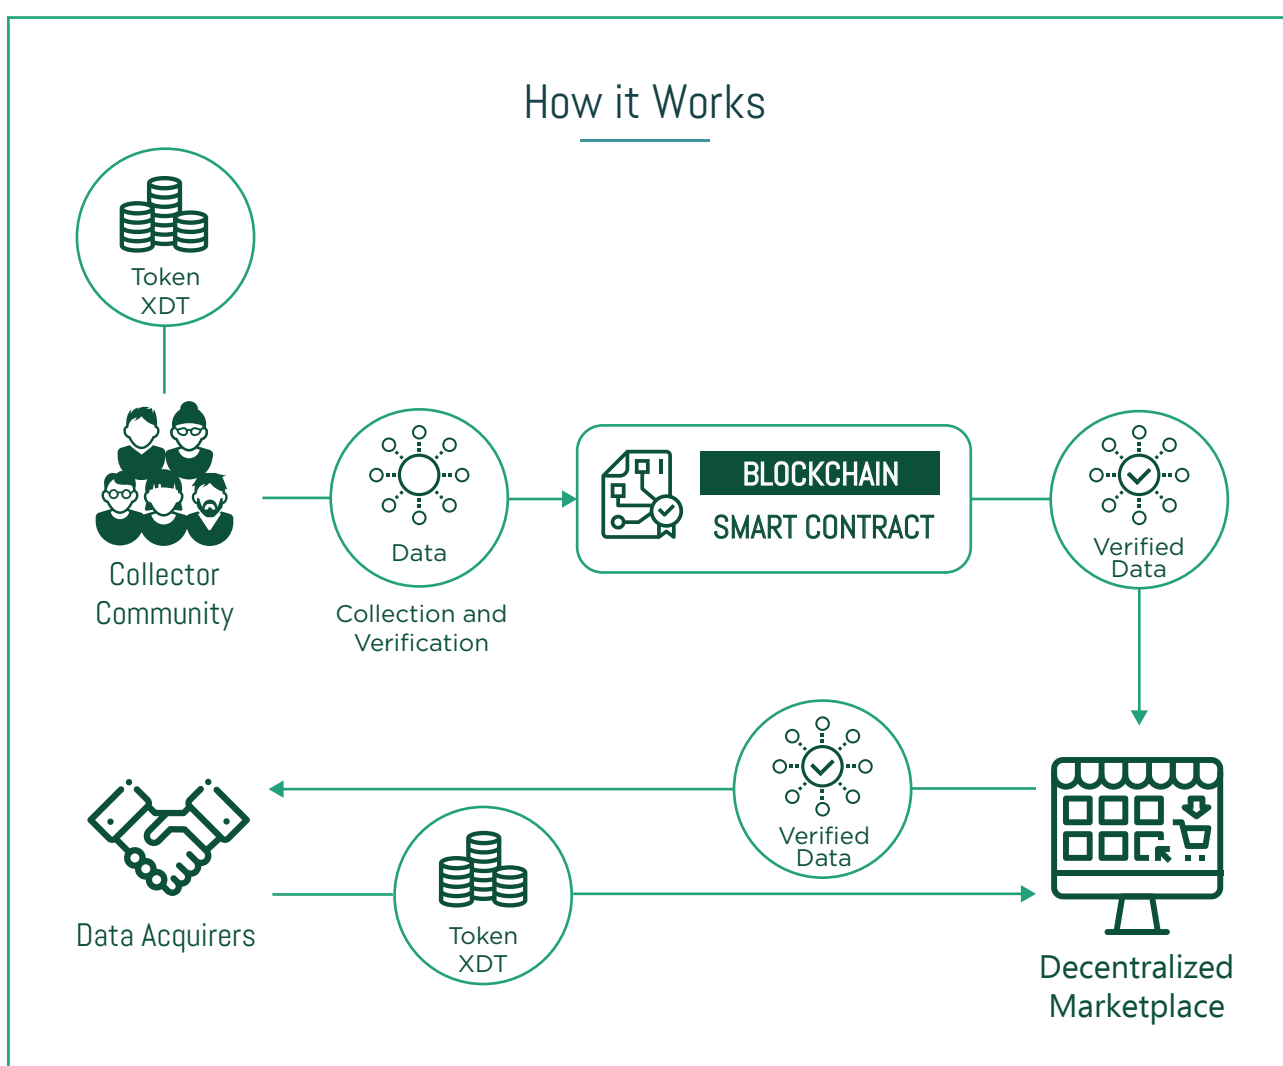 How it Works
Token
XDT
Collector
Community
Data
Collection and
Verification
BLOCKCHAIN
SMART CONTRACT
Verified
Data
Verified
Data
Data Acquirers
Token
XDT
Decentralized
Marketplace